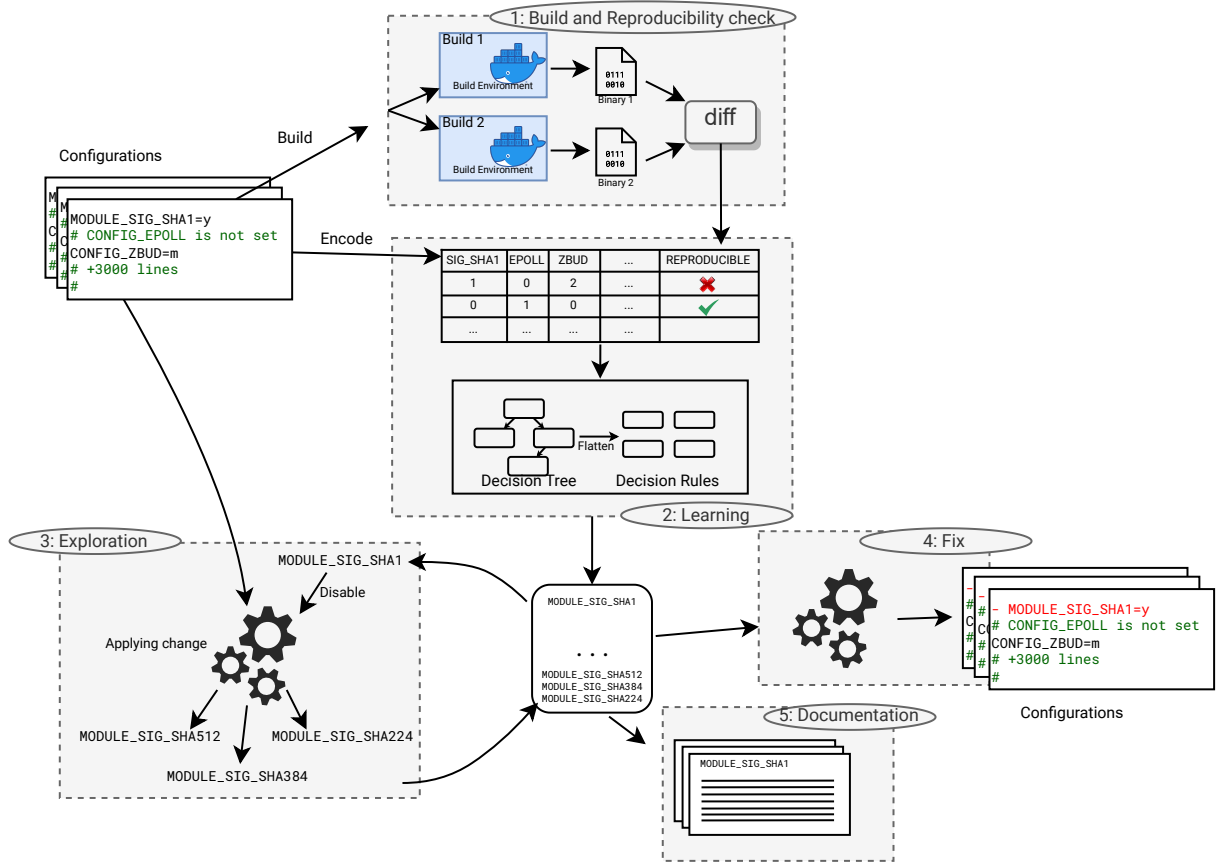 1: Build and Reproducibility check
Build 1
Build Environment
0111
0010
Binary 1
diff
Build 2
Build Environment
0111
0010
Binary 2
Build
Configurations
M
#
C
#
#
M
#
C
#
#
MODULE_SIG_SHA1=y
# CONFIG_EPOLL is not set
CONFIG_ZBUD=m
# +3000 lines
#
Encode
SIG_SHA1 EPOLL ZBUD ... REPRODUCIBLE
1 0 2 ...
0 1 0 ...
... ... ... ...
Flatten
Decision Tree
Decision Rules
2: Learning
3: Exploration
MODULE_SIG_SHA1
Disable
Applying change
MODULE_SIG_SHA512
MODULE_SIG_SHA224
MODULE_SIG_SHA384
MODULE_SIG_SHA1
...
MODULE_SIG_SHA512
MODULE_SIG_SHA384
MODULE_SIG_SHA224
4: Fix
-
#
C
#
#
-
#
C
#
#
- MODULE_SIG_SHA1=y
# CONFIG_EPOLL is not set
CONFIG_ZBUD=m
# +3000 lines
#
Configurations
5: Documentation
MODULE_SIG_SHA1